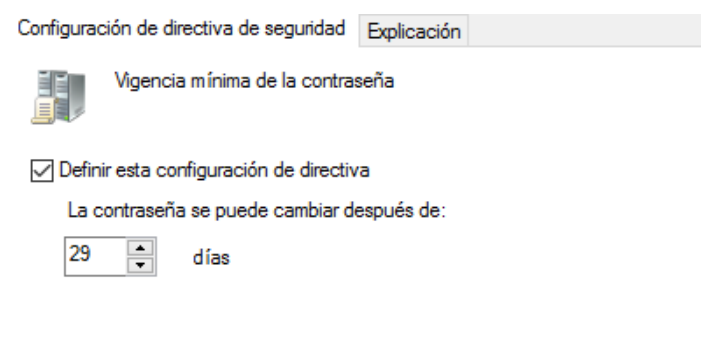 Configuración de directiva de seguridad Explicación
Vigencia mínima de la contraseña
Definir esta configuración de directiva
La contraseña se puede cambiar después de:
29 días